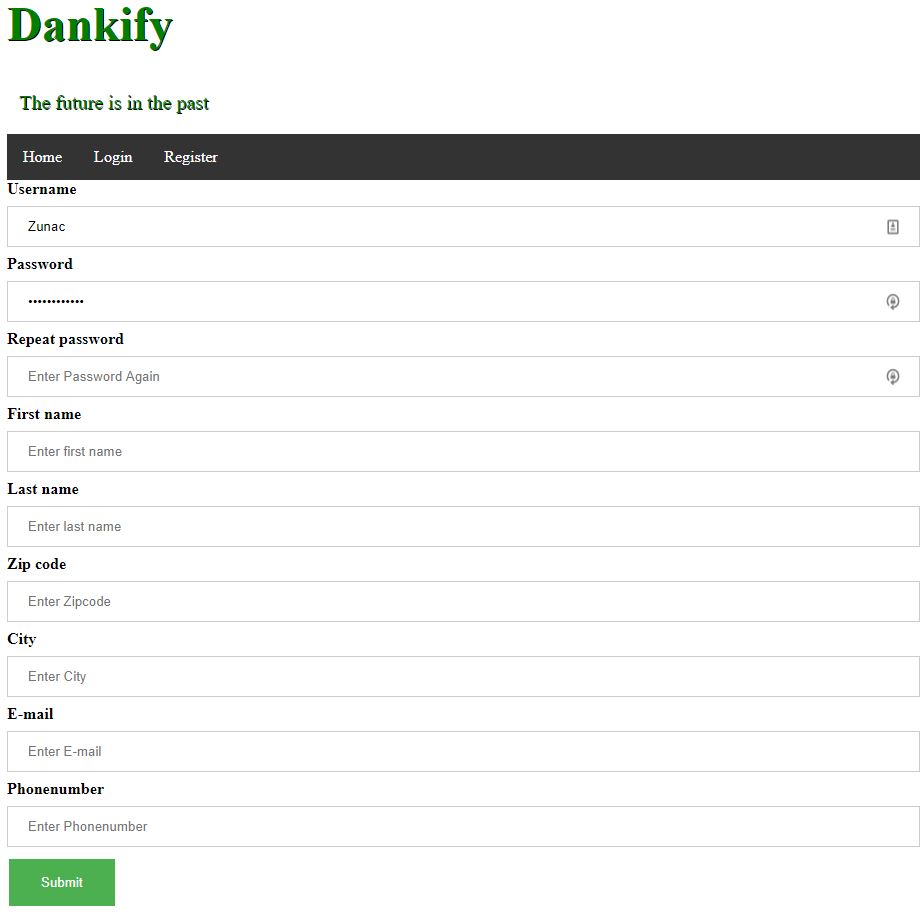 Dankify
The future is in the past
Home Login Register
Username
Zunac
Password
••••••••••••
Repeat password
Enter Password Again
First name
Enter first name
Last name
Enter last name
Zip code
Enter Zipcode
City
Enter City
E-mail
Enter E-mail
Phonenumber
Enter Phonenumber
Submit